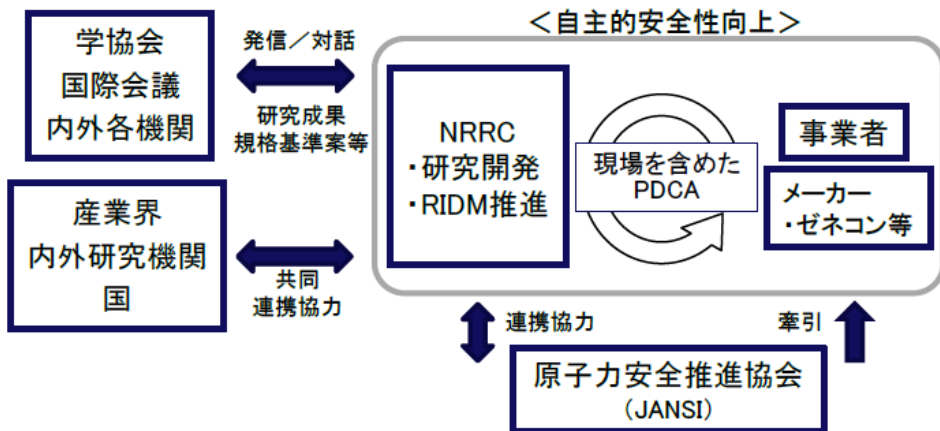 ＜自主的安全性向上＞
学協会
国際会議
内外各機関
発信／対話
研究成果
規格基準案等
NRRC
・研究開発
・RIDM推進
現場を含めた
PDCA
事業者
メーカー
・ゼネコン等
産業界
内外研究機関
国
共同
連携協力
連携協力
牽引
原子力安全推進協会
（JANSI）